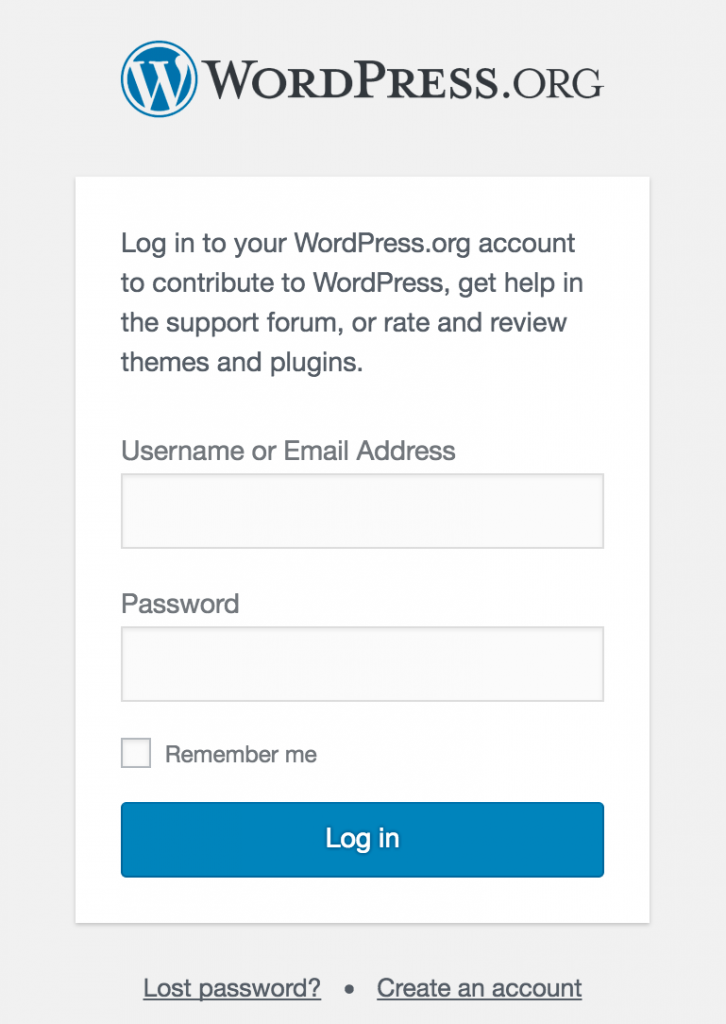 WORDPRESS.ORG
Log in to your WordPress.org account
to contribute to WordPress, get help in
the support forum, or rate and review
themes and plugins.
Username or Email Address
Password
Remember me
Log in
Lost password? • Create an account